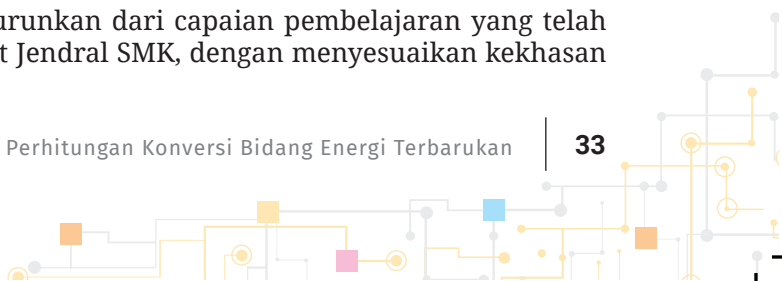 urunkan dari capaian pembelajaran yang telah
t Jendral SMK, dengan menyesuaikan kekhasan
Perhitungan Konversi Bidang Energi Terbarukan 33